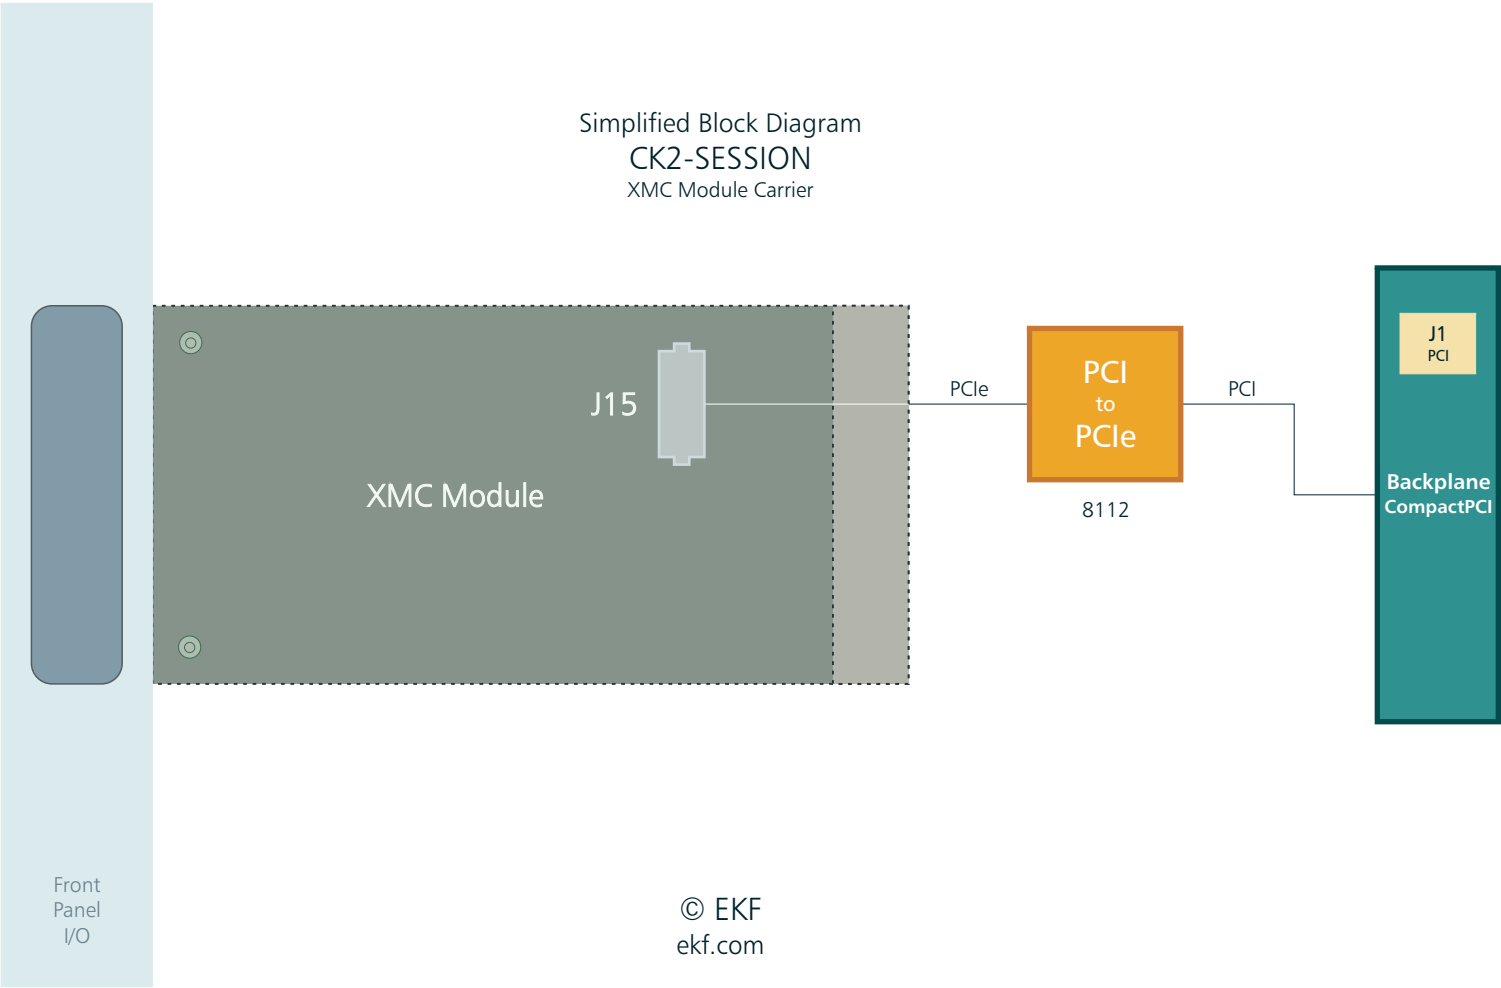 Simplified Block Diagram
CK2-SESSION
XMC Module Carrier
J15
XMC Module
PCIe
PCI
to
PCIe
8112
PCI
J1
PCI
Backplane
CompactPCI
Front
Panel
I/O
© EKF
ekf.com